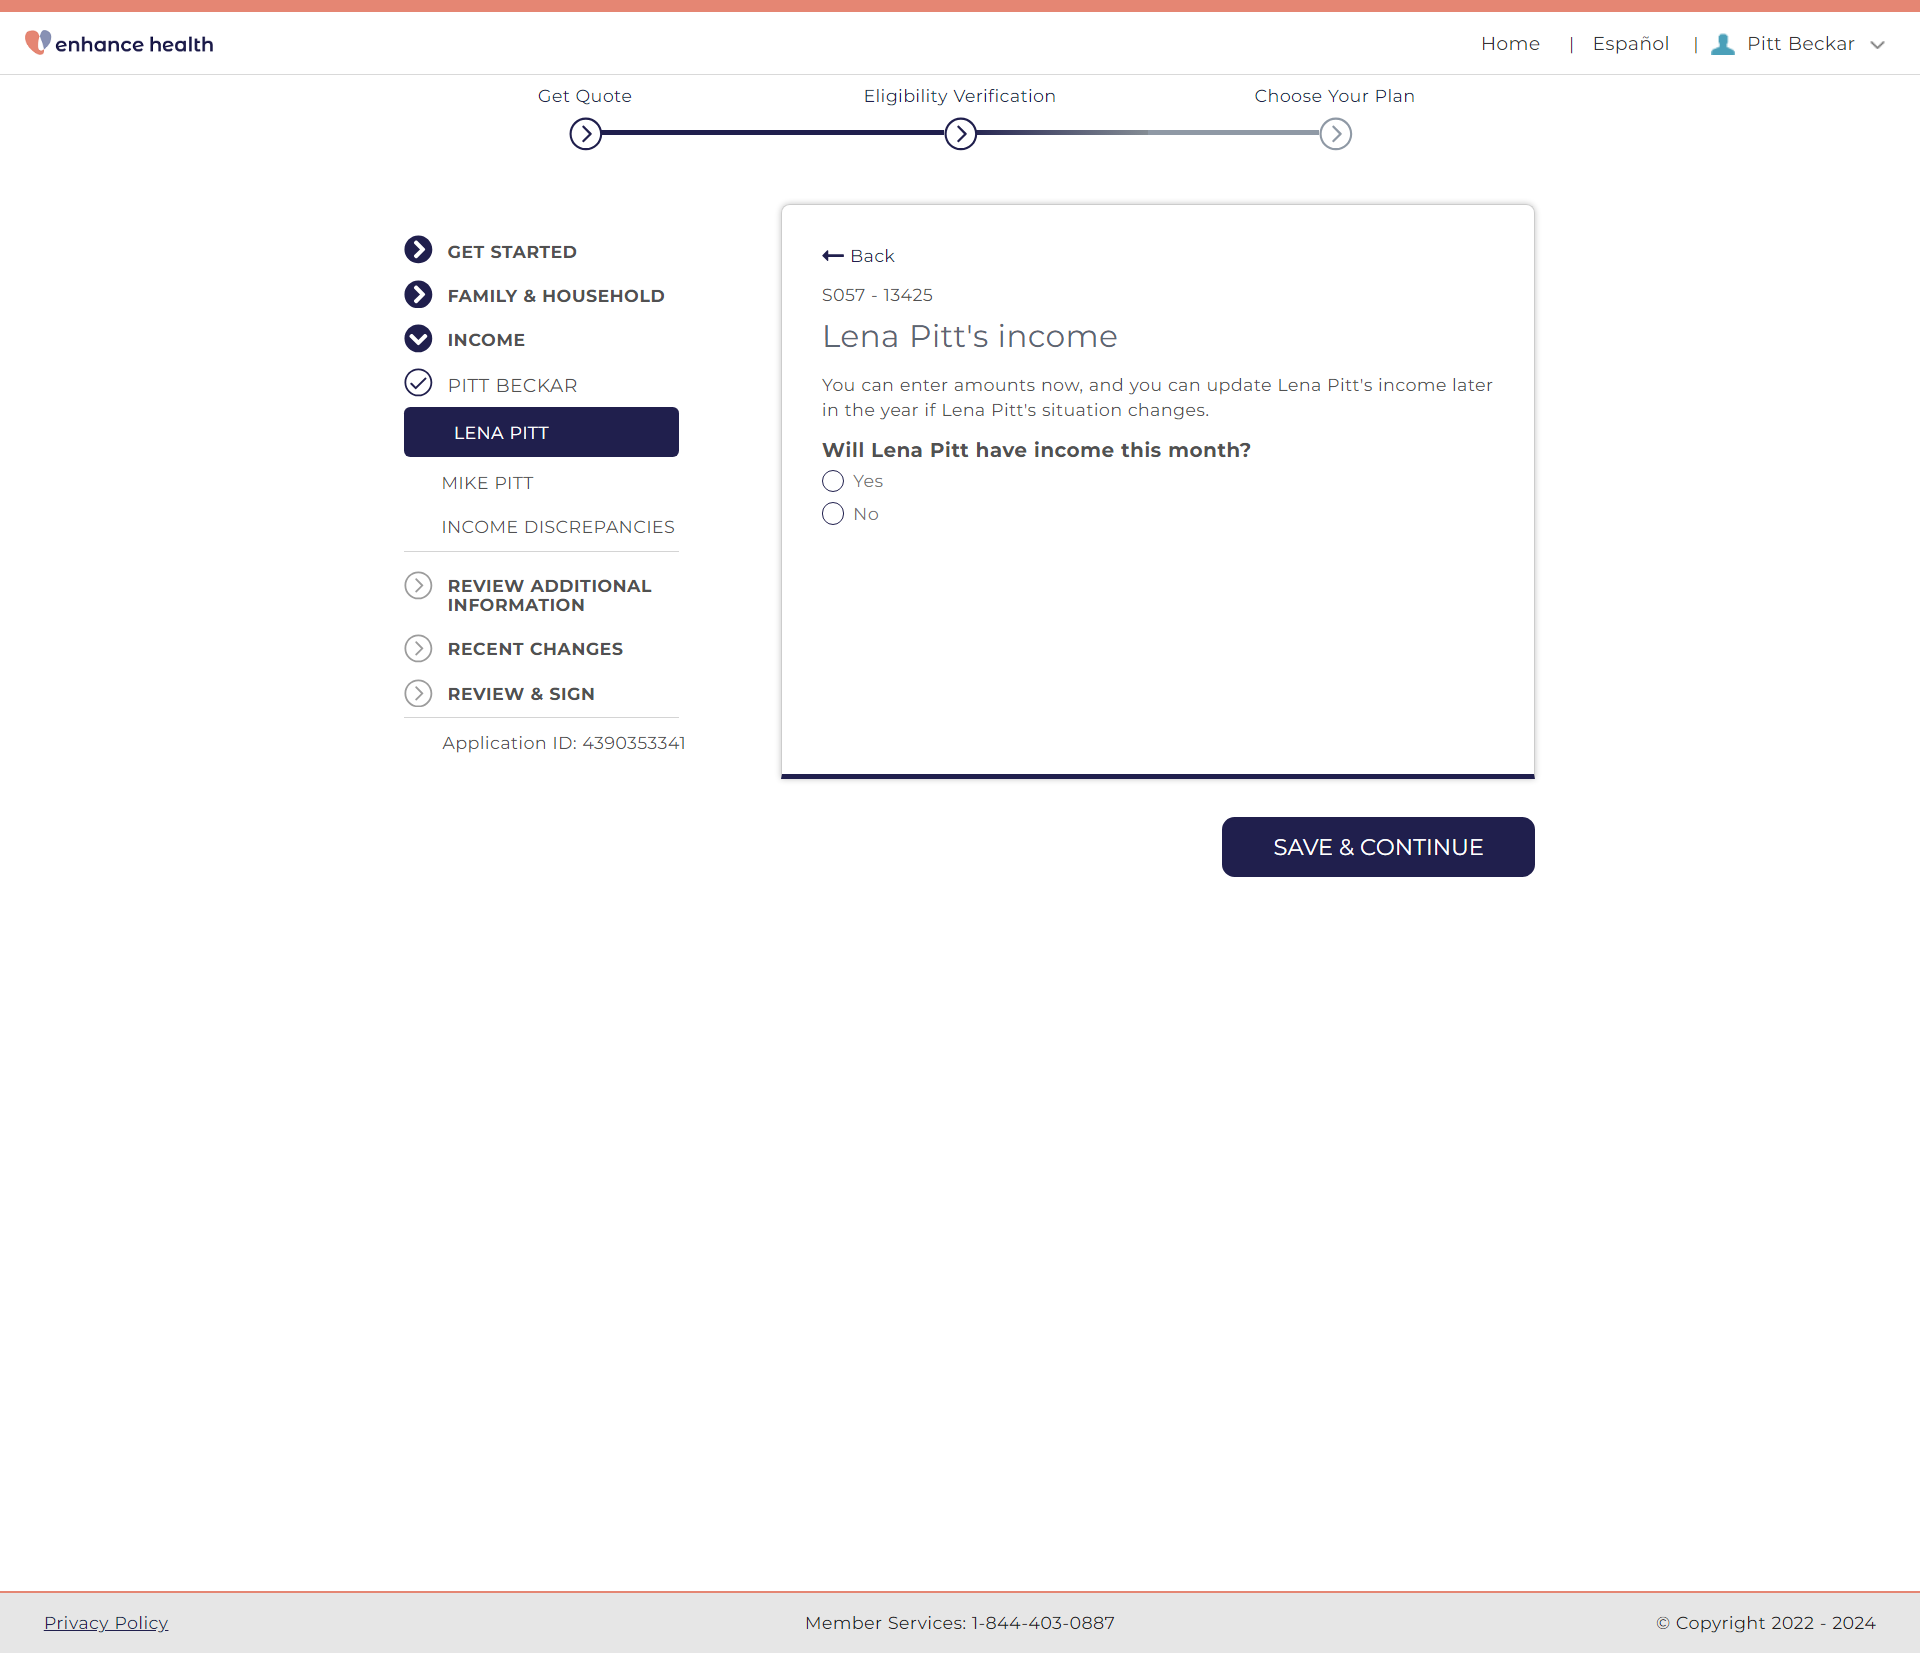 enhance health
Home | Español | Pitt Beckar
Get Quote
Eligibility Verification
Choose Your Plan
GET STARTED
FAMILY & HOUSEHOLD
INCOME
PITT BECKAR
LENA PITT
MIKE PITT
INCOME DISCREPANCIES
REVIEW ADDITIONAL
INFORMATION
RECENT CHANGES
REVIEW & SIGN
Application ID: 4390353341
Back
S057 - 13425
Lena Pitt's income
You can enter amounts now, and you can update Lena Pitt's income later
in the year if Lena Pitt's situation changes.
Will Lena Pitt have income this month?
Yes
No
SAVE & CONTINUE
Privacy Policy
Member Services: 1-844-403-0887
© Copyright 2022 - 2024